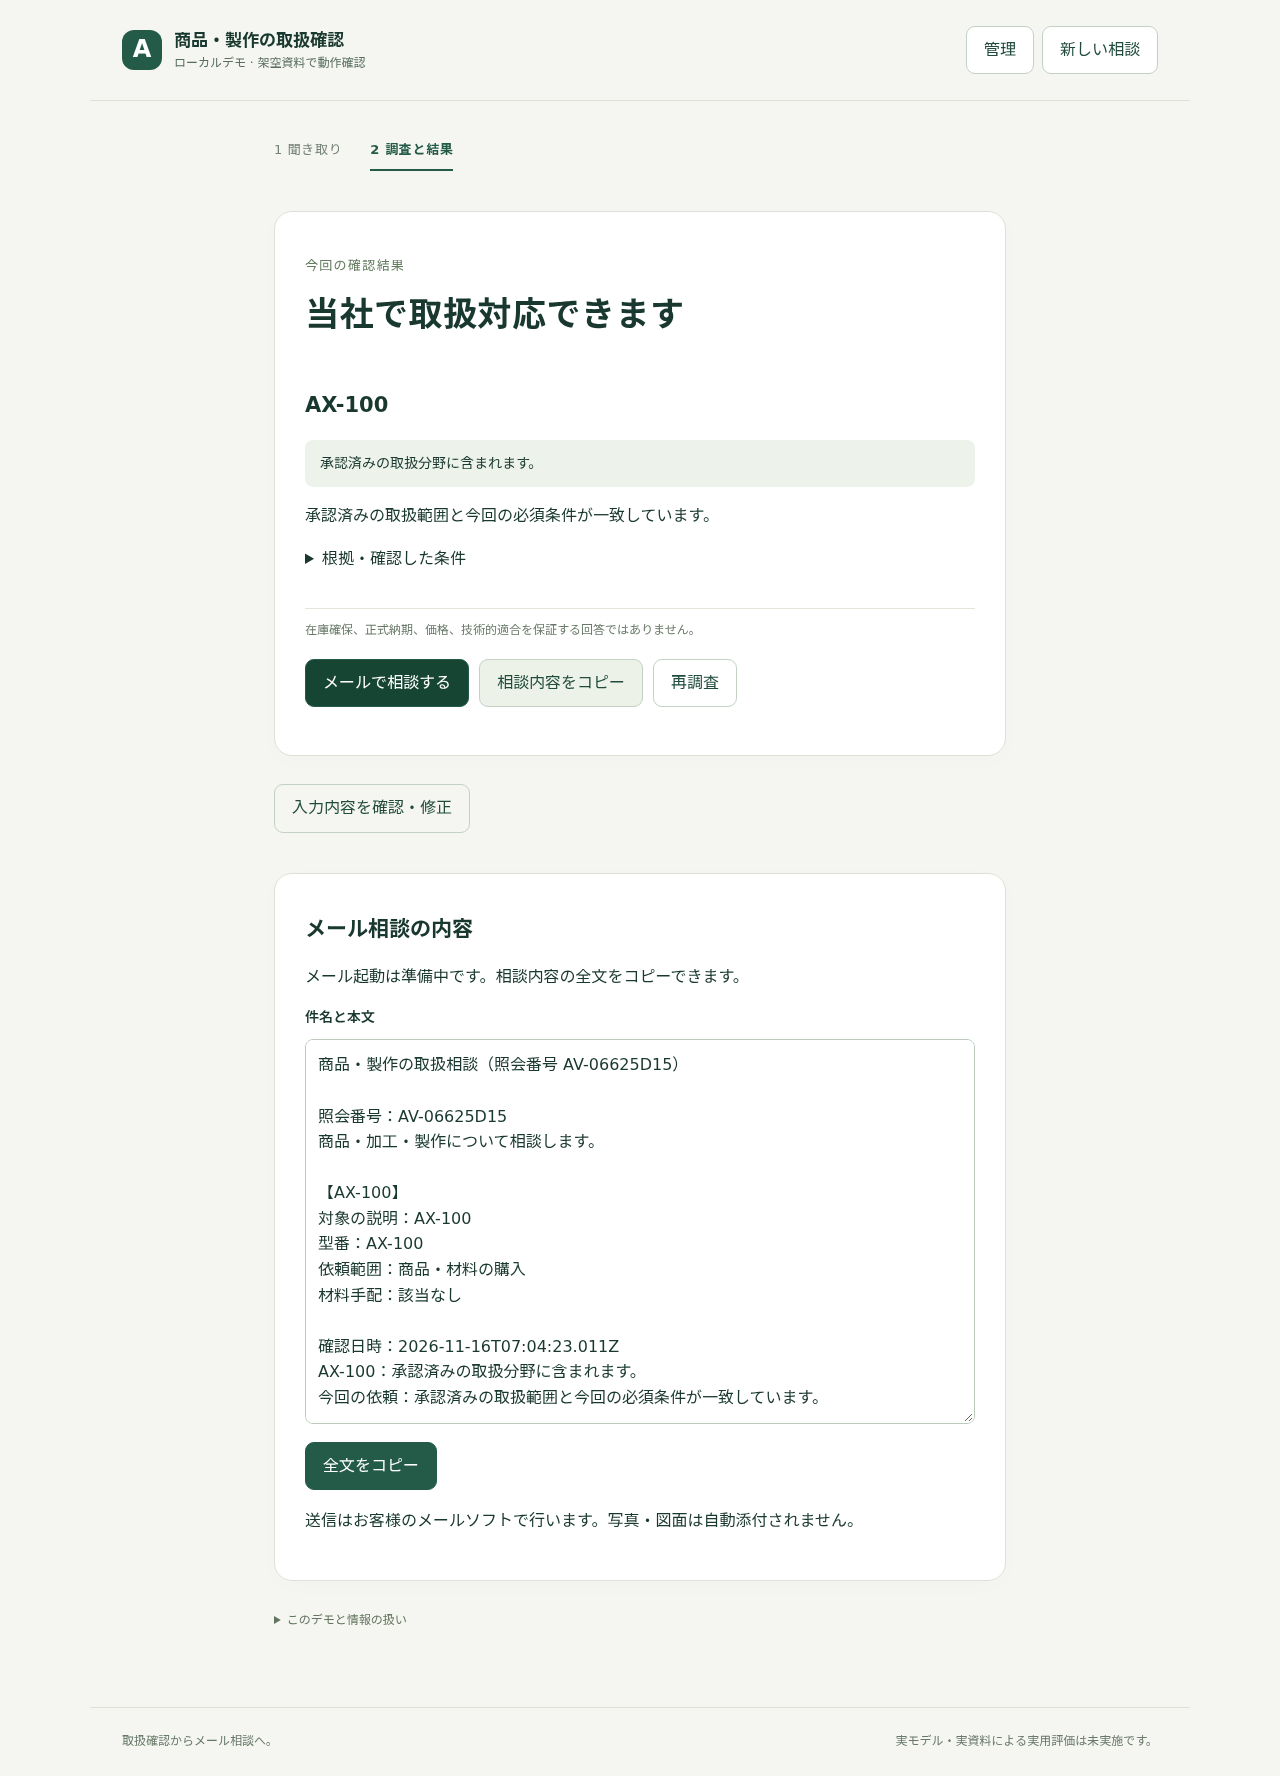 A
商品・製作の取扱確認
ローカルデモ · 架空資料で動作確認
管理
新しい相談
1 聞き取り
2 調査と結果
今回の確認結果
当社で取扱対応できます
AX-100
承認済みの取扱分野に含まれます。
承認済みの取扱範囲と今回の必須条件が一致しています。
▶ 根拠・確認した条件
在庫確保、正式納期、価格、技術的適合を保証する回答ではありません。
メールで相談する
相談内容をコピー
再調査
入力内容を確認・修正
メール相談の内容
メール起動は準備中です。相談内容の全文をコピーできます。
件名と本文
商品・製作の取扱相談（照会番号 AV-06625D15）
照会番号：AV-06625D15
商品・加工・製作について相談します。
【AX-100】
対象の説明：AX-100
型番：AX-100
依頼範囲：商品・材料の購入
材料手配：該当なし
確認日時：2026-11-16T07:04:23.011Z
AX-100：承認済みの取扱分野に含まれます。
今回の依頼：承認済みの取扱範囲と今回の必須条件が一致しています。
全文をコピー
送信はお客様のメールソフトで行います。写真・図面は自動添付されません。
▶ このデモと情報の扱い
取扱確認からメール相談へ。
実モデル・実資料による実用評価は未実施です。